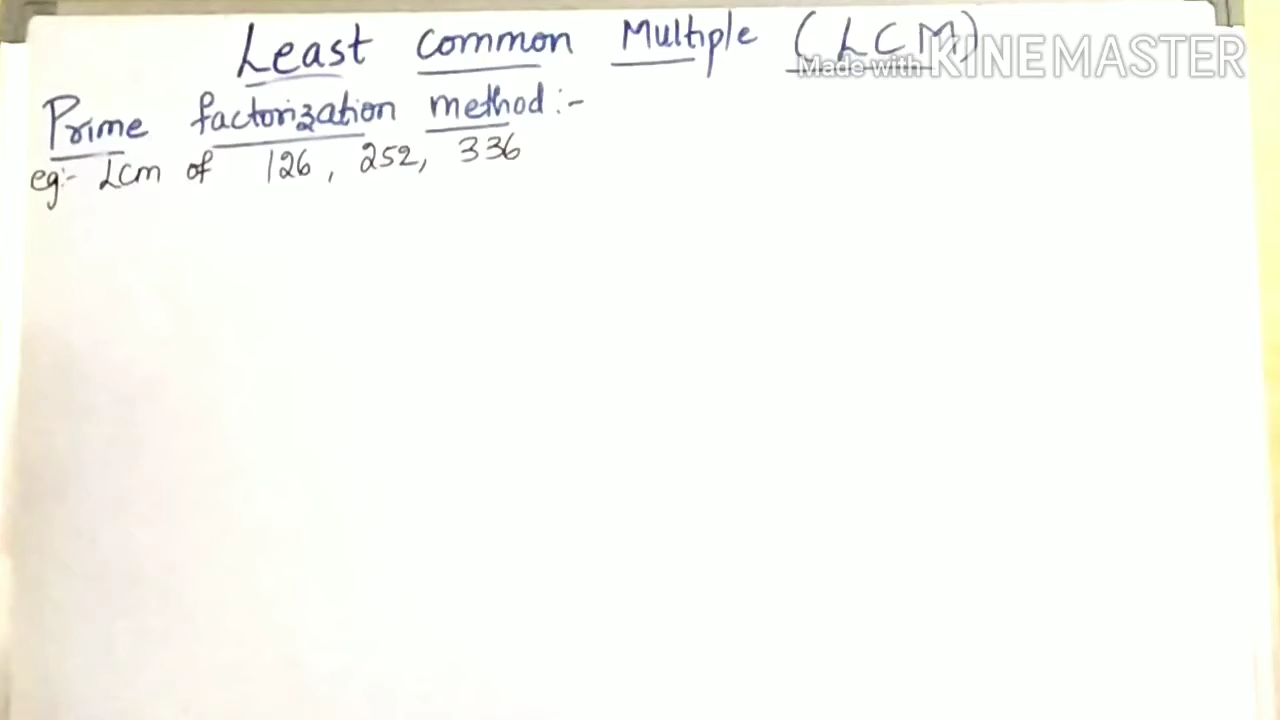 Least common Multiple (LCM)
Made with KINEMASTER
Prime factorization method:-
eg:- Lcm of 126, 252, 336